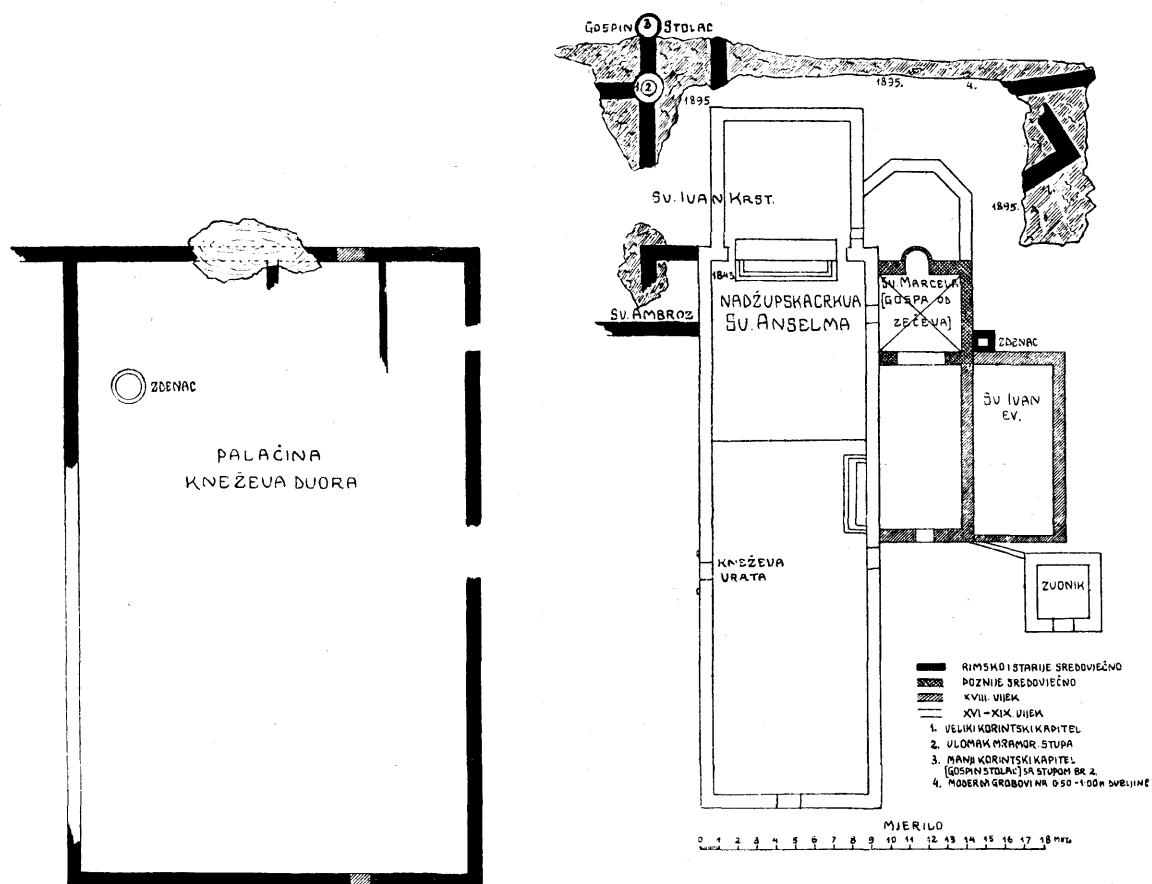 GOSPIN 3 STOLAC
2
1895
1895.
4.
1895.
SV. IVAN KRST.
1843.
SV. AMBROZ
NADŽUPSKA CRKVA
SV. ANSELMA
SV. MARCELA
[GOSPA OD
ZEČEVA]
ZDENAC
SV. IVAN
EV.
ZDENAC
PALAČINA
KNEŽEVA DVORA
KNEŽEVA
VRATA
ZVONIK
RIMSKO I STARIJE SREDOVJEČNO
POZNIJE SREDOVJEČNO
XVIII. VIJEK
XVI-XIX. VIJEK
1. VELIKI KORINTSKI KAPITEL
2. ULOMAK MRAMOR. STUPA
3. MANJI KORINTSKI KAPITEL
[GOSPIN STOLAC] SA STUPOM BR 2.
4. MODERNI GROBOVI NA 0·50-1·00 m DUBLJINE
MJERILO
0 1 2 3 4 5 6 7 8 9 10 11 12 13 14 15 16 17 18 MET.